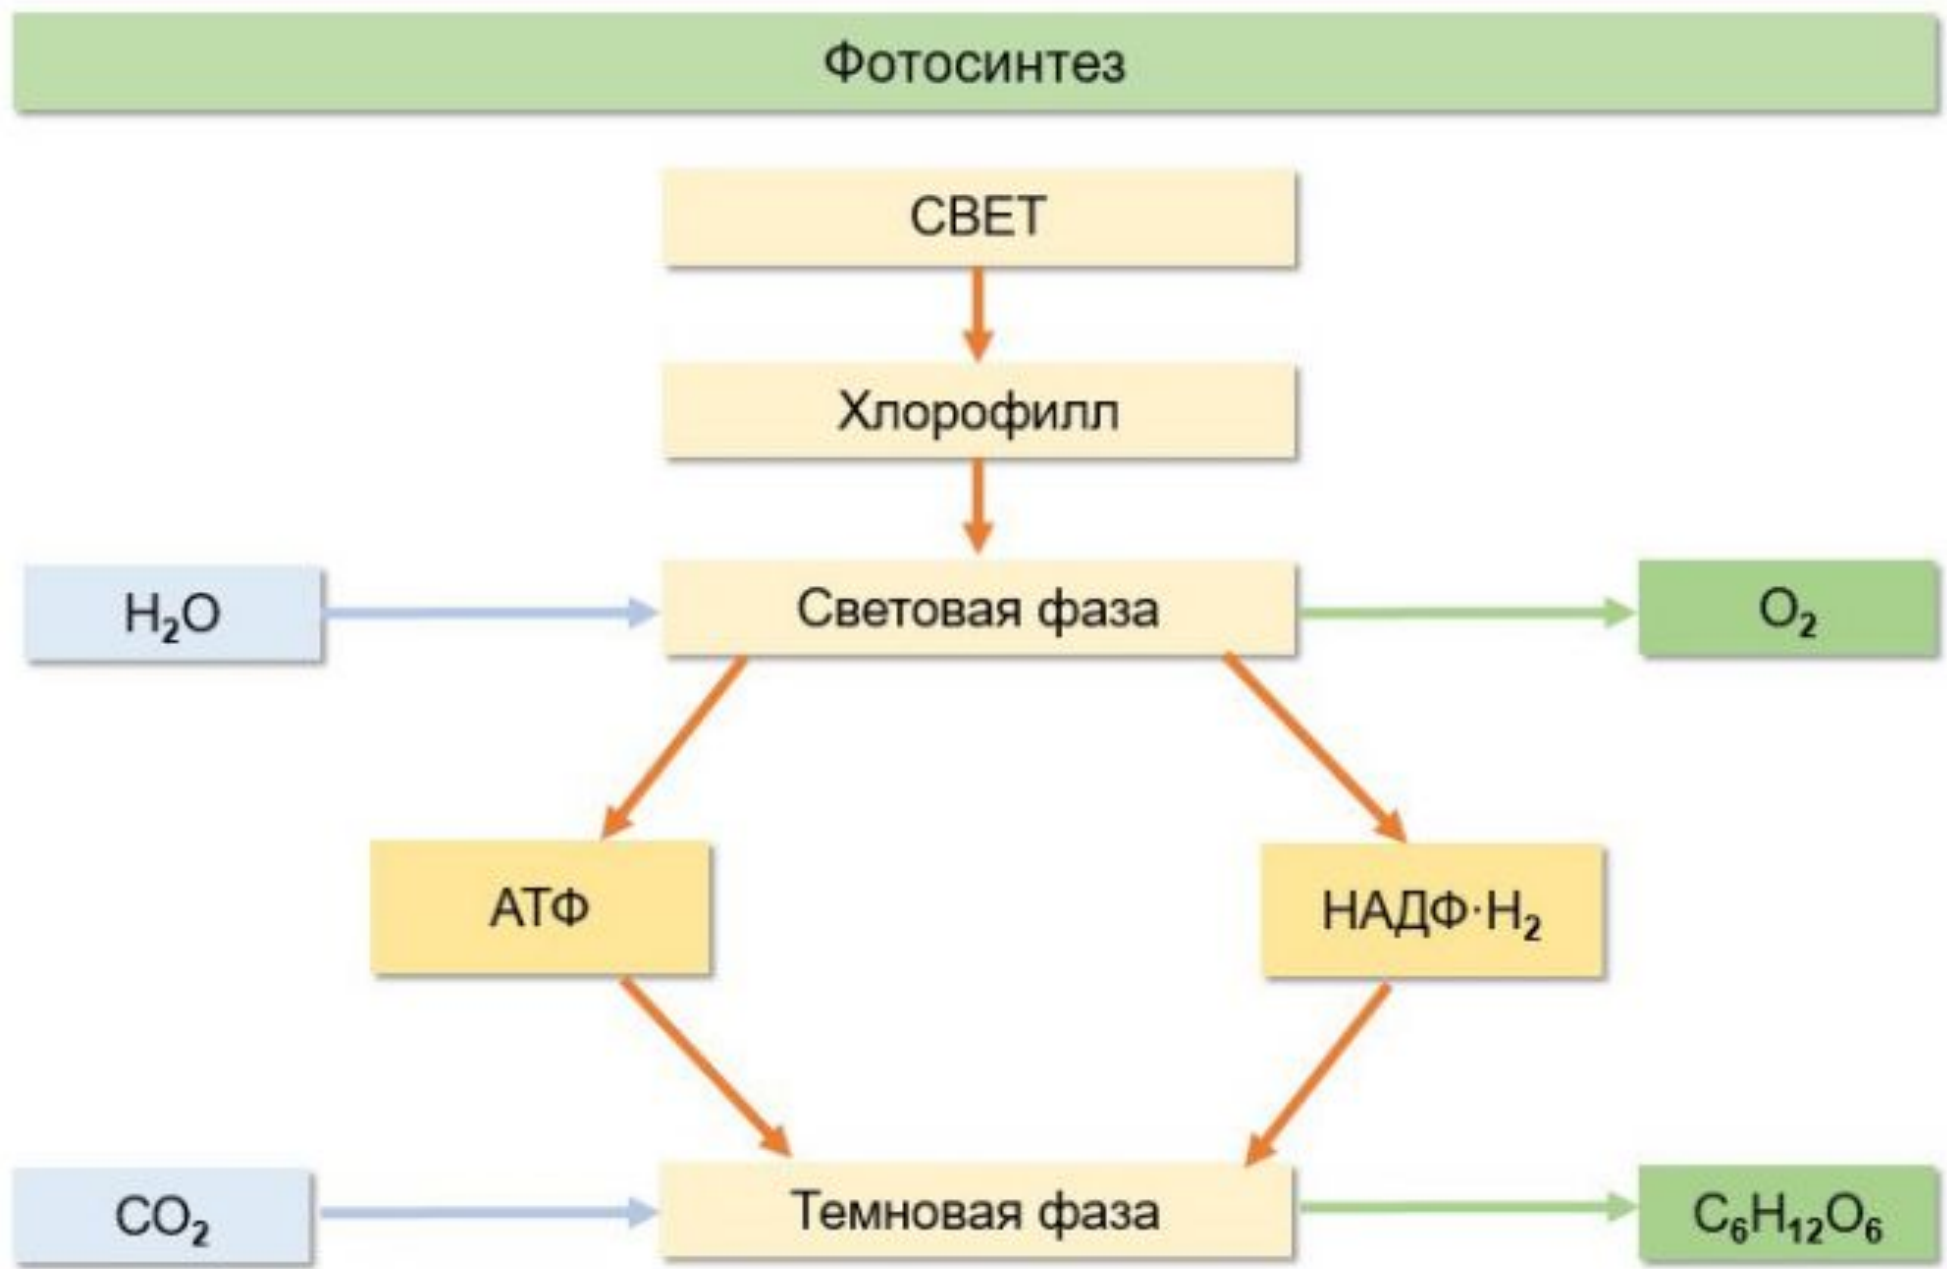 Фотосинтез
СВЕТ
Хлорофилл
H₂O
Световая фаза
O₂
АТФ
НАДФ·H₂
CO₂
Темновая фаза
C₆H₁₂O₆